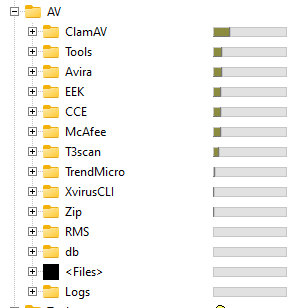 AV
ClamAV
Tools
Avira
EEK
CCE
McAfee
T3scan
TrendMicro
XvirusCLI
Zip
RMS
db
<Files>
Logs